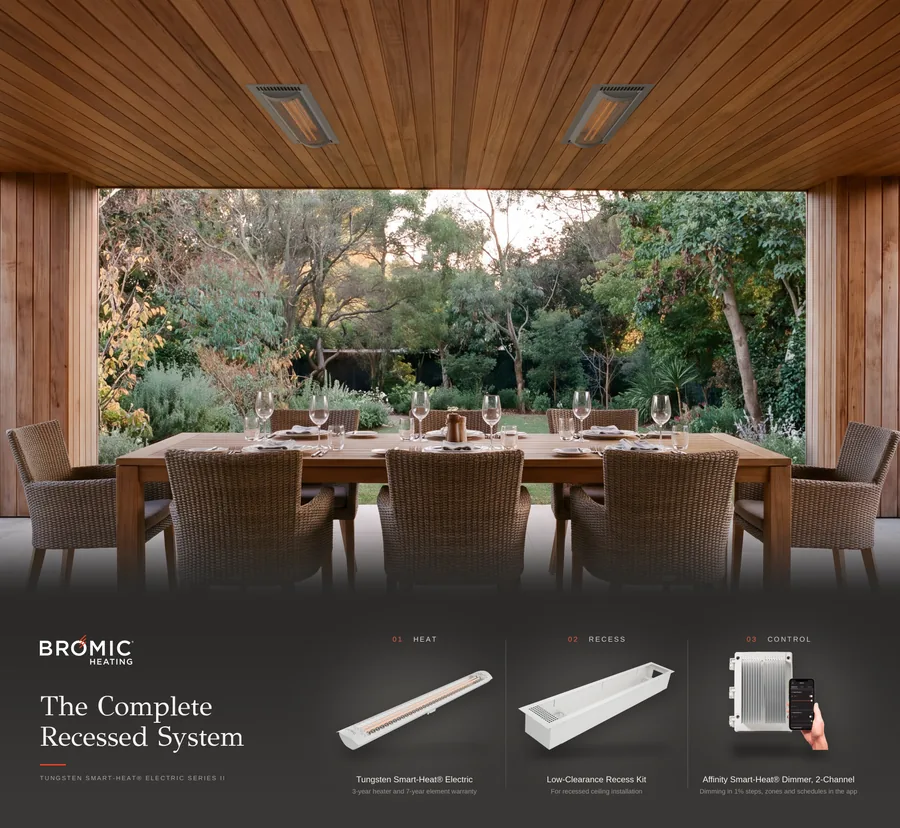 BROMIC
HEATING
The Complete
Recessed System
TUNGSTEN SMART-HEAT® ELECTRIC SERIES II
01 HEAT
Tungsten Smart-Heat® Electric
3-year heater and 7-year element warranty
02 RECESS
Low-Clearance Recess Kit
For recessed ceiling installation
03 CONTROL
Affinity Smart-Heat® Dimmer, 2-Channel
Dimming in 1% steps, zones and schedules in the app